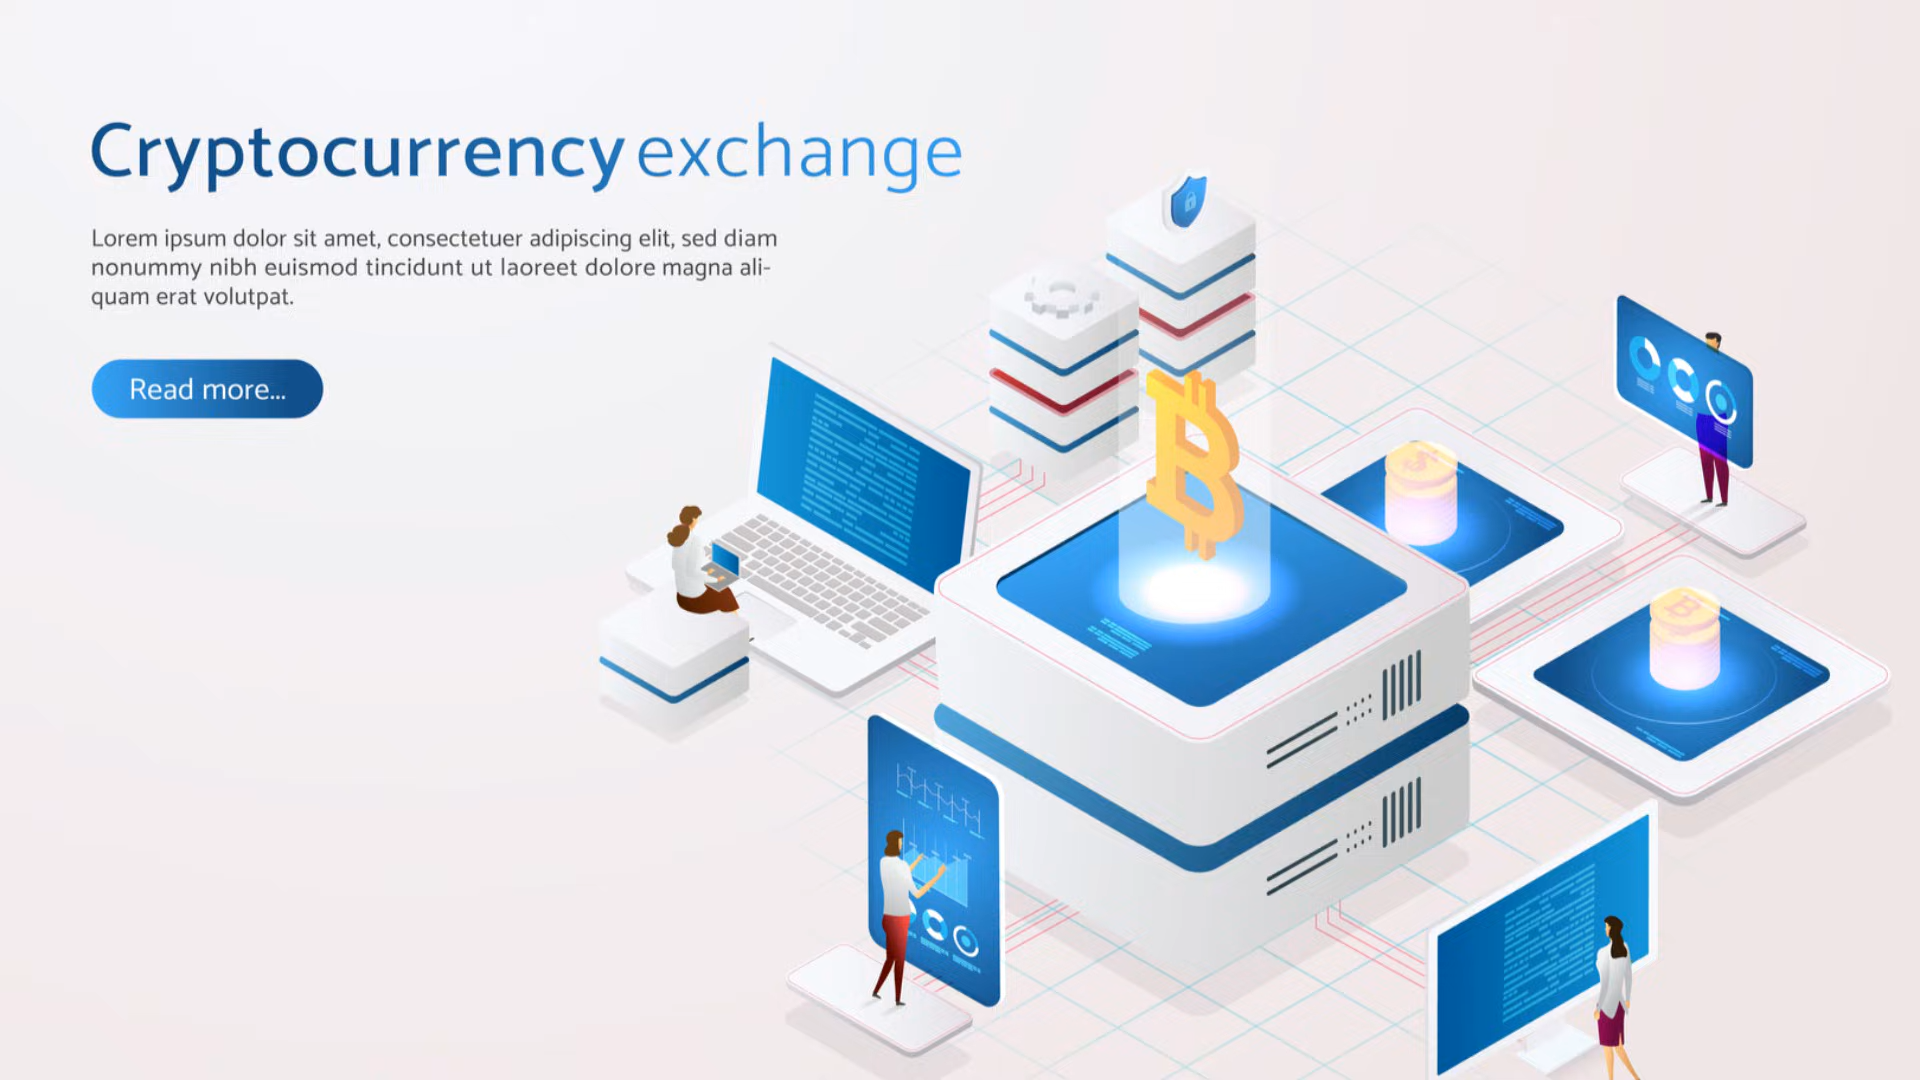 Cryptocurrency exchange
Lorem ipsum dolor sit amet, consectetuer adipiscing elit, sed diam
nonummy nibh euismod tincidunt ut laoreet dolore magna ali-
quam erat volutpat.
Read more...